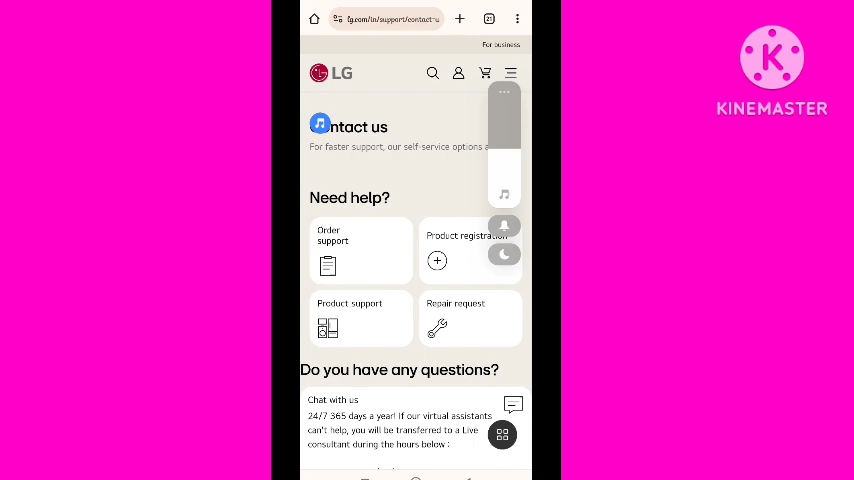 lg.com/in/support/contact-u
21
For business
LG
Contact us
For faster support, our self-service options a
Need help?
Order
support
Product registration
Product support
Repair request
Do you have any questions?
Chat with us
24/7 365 days a year! If our virtual assistants
can't help, you will be transferred to a Live
consultant during the hours below :
KINEMASTER